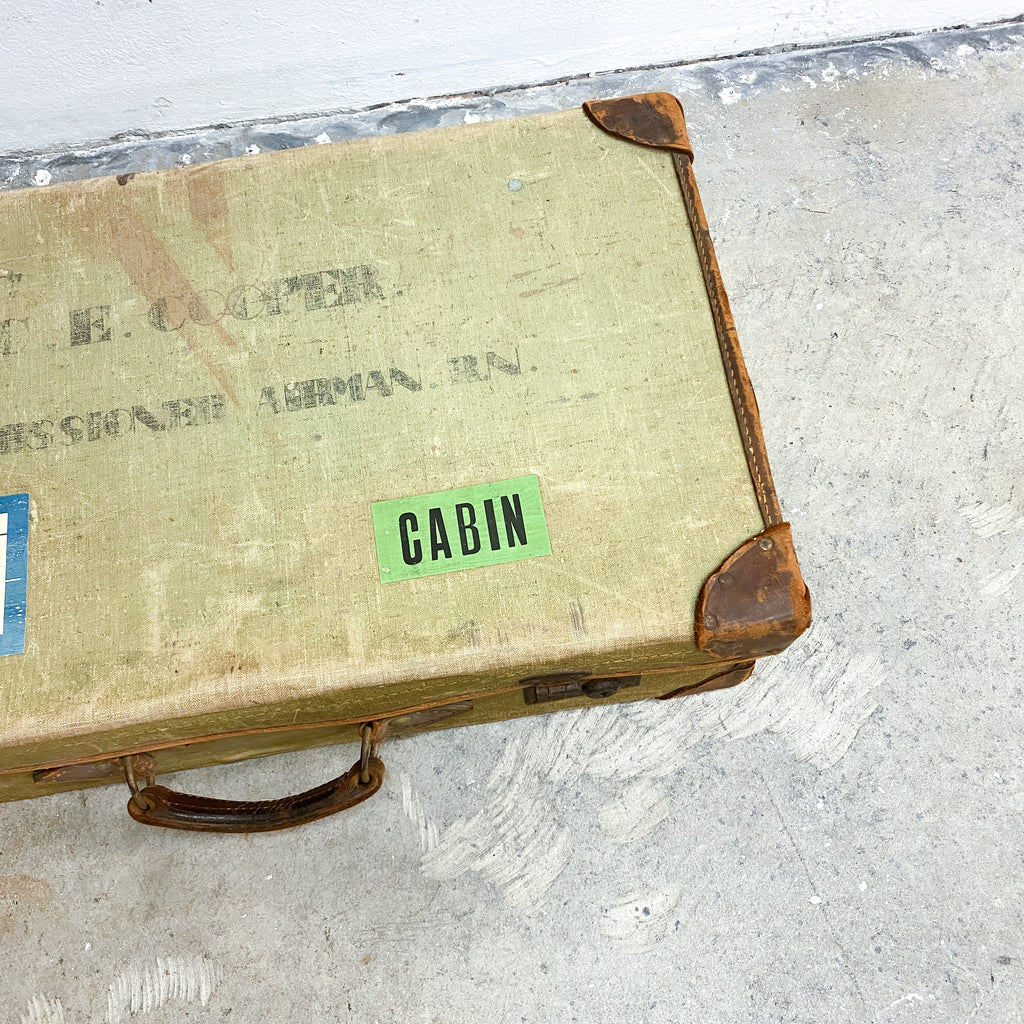 E. COOPER.
AIRMAN. RN.
CABIN